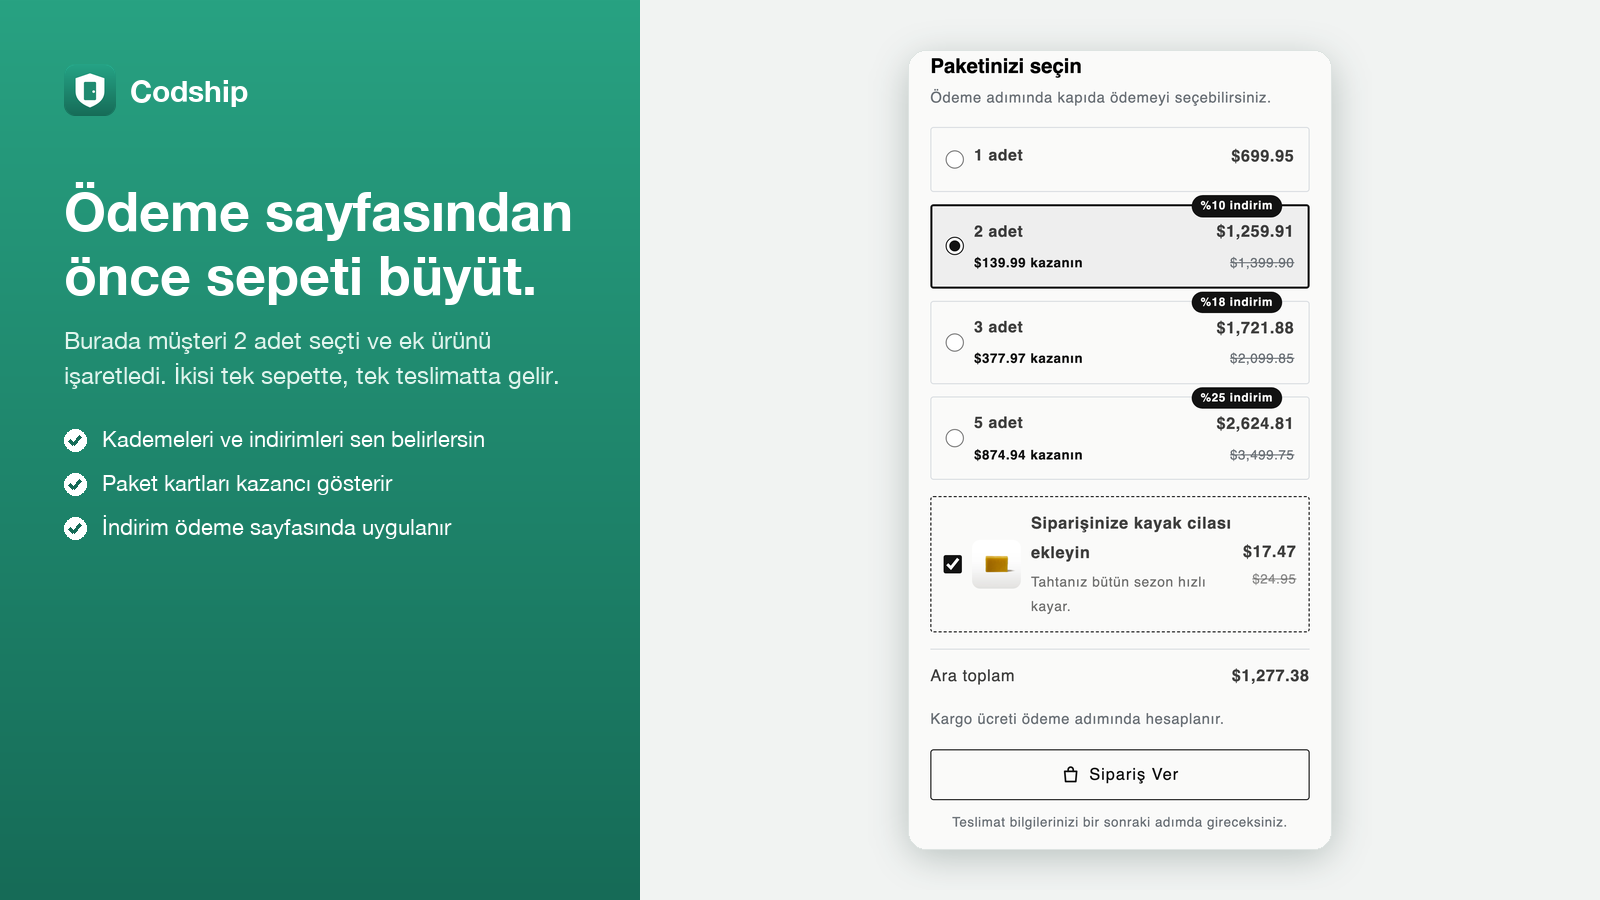 Codship
Ödeme sayfasından
önce sepeti büyüt.
Burada müşteri 2 adet seçti ve ek ürünü
işaretledi. İkisi tek sepette, tek teslimatta gelir.
Kademeleri ve indirimleri sen belirlersin
Paket kartları kazancı gösterir
İndirim ödeme sayfasında uygulanır
Paketinizi seçin
Ödeme adımında kapıda ödemeyi seçebilirsiniz.
1 adet $699.95
%10 indirim
2 adet $1,259.91
$139.99 kazanın $1,399.90
%18 indirim
3 adet $1,721.88
$377.97 kazanın $2,099.85
%25 indirim
5 adet $2,624.81
$874.94 kazanın $3,499.75
Siparişinize kayak cilası
ekleyin $17.47
Tahtanız bütün sezon hızlı $24.95
kayar.
Ara toplam $1,277.38
Kargo ücreti ödeme adımında hesaplanır.
Sipariş Ver
Teslimat bilgilerinizi bir sonraki adımda gireceksiniz.